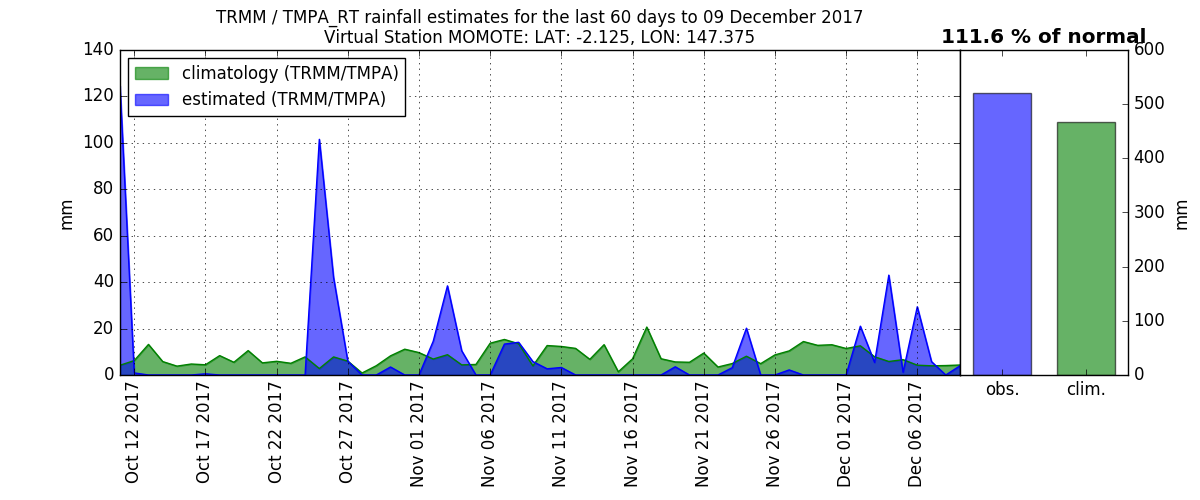 TRMM / TMPA_RT rainfall estimates for the last 60 days to 09 December 2017
Virtual Station MOMOTE: LAT: -2.125, LON: 147.375
111.6 % of normal
climatology (TRMM/TMPA)
estimated (TRMM/TMPA)
140
120
100
80
60
40
20
0
mm
Oct 12 2017
Oct 17 2017
Oct 22 2017
Oct 27 2017
Nov 01 2017
Nov 06 2017
Nov 11 2017
Nov 16 2017
Nov 21 2017
Nov 26 2017
Dec 01 2017
Dec 06 2017
obs.
clim.
600
500
400
300
200
100
0
mm